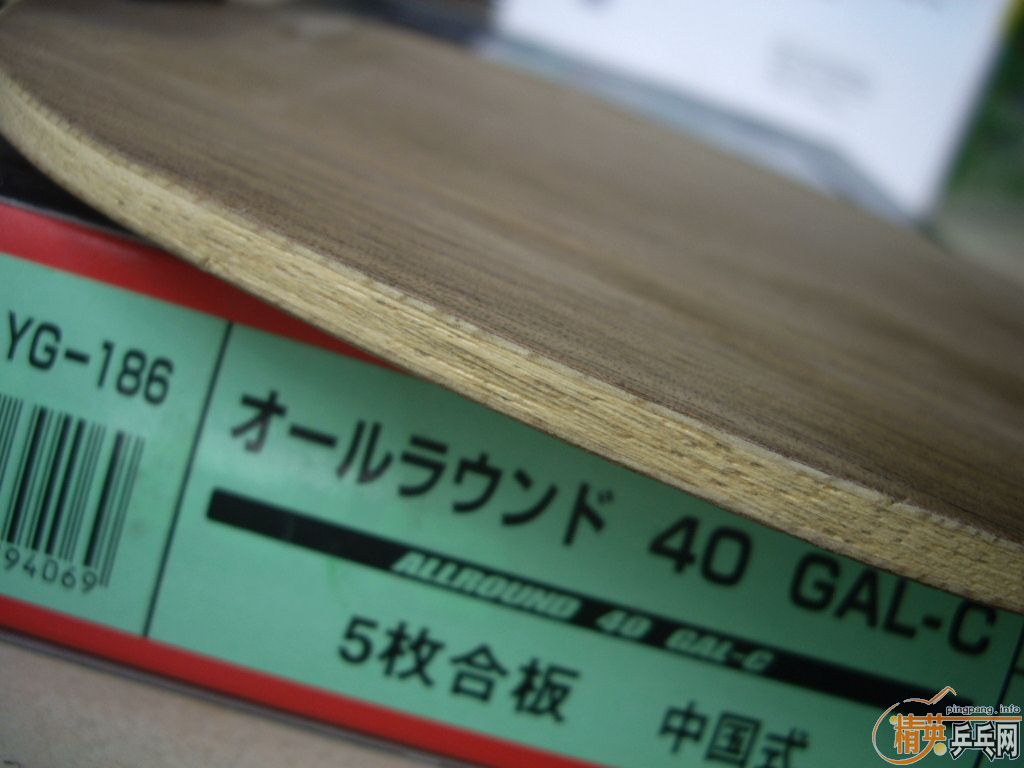 YG-186
オールラウンド 40 GAL-C
94069
ALLROUND 40 GAL-C
5枚合板 中国式
pingpang.info
精英乒乓网